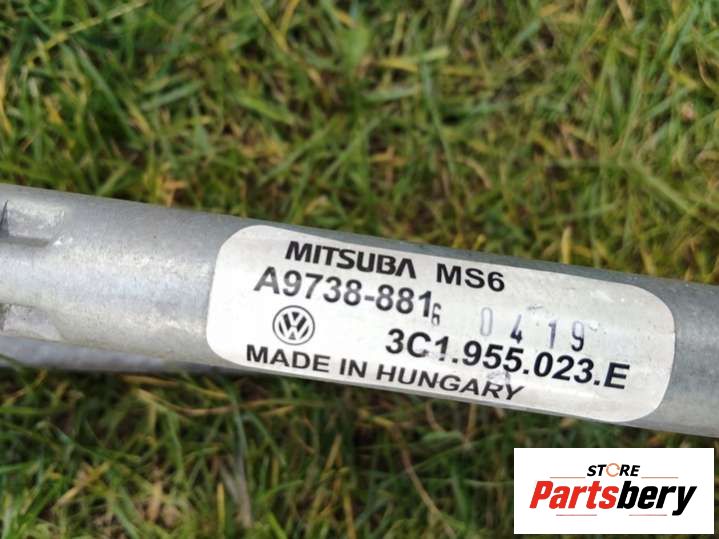 MITSUBA MS6
A9738-881 6 0419
3C1.955.023.E
MADE IN HUNGARY
STORE
Partsbery